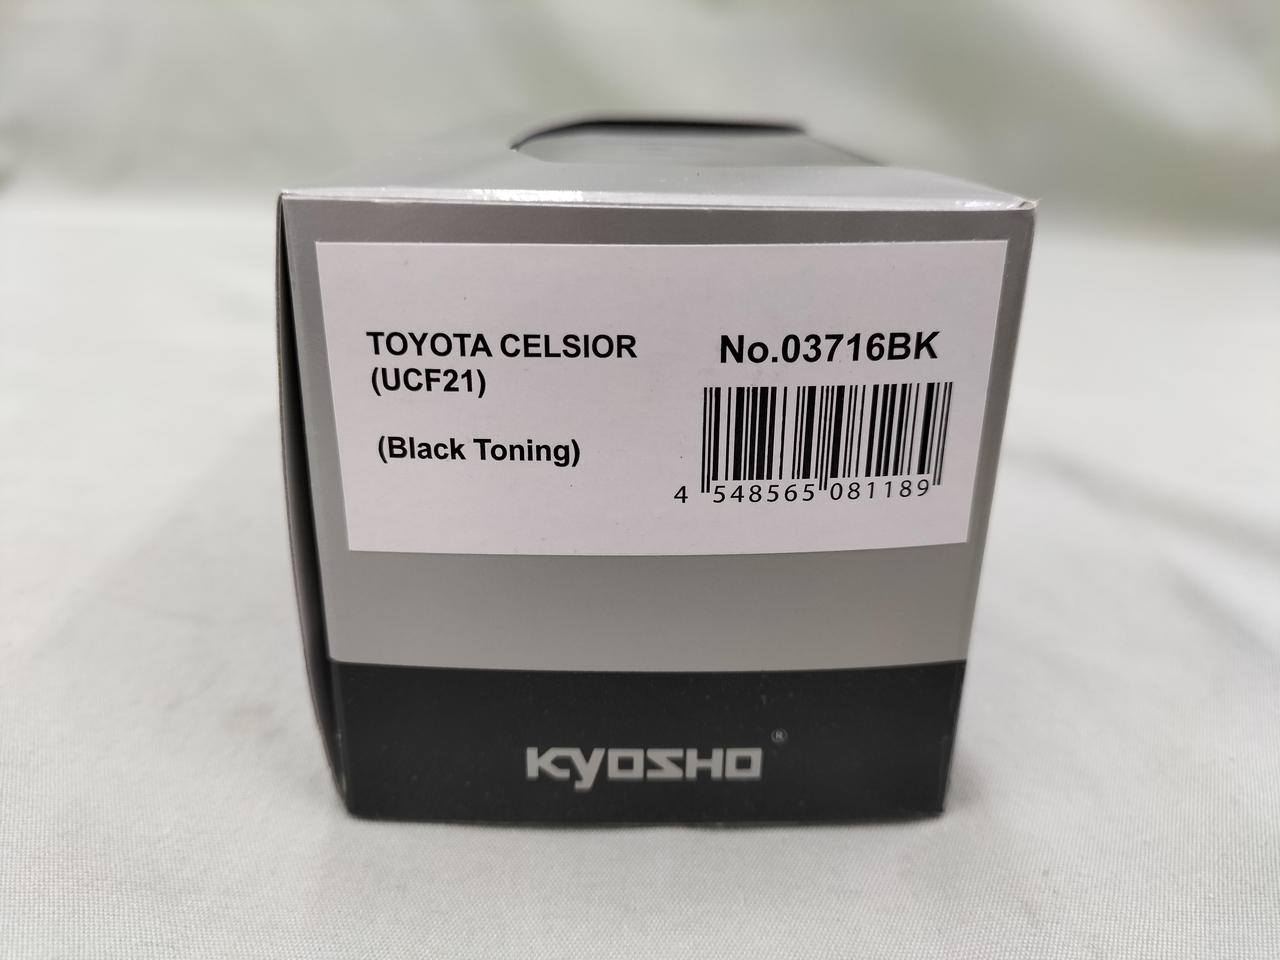 TOYOTA CELSIOR
(UCF21)
(Black Toning)
No.03716BK
4 548565 081189
KYOSHO®